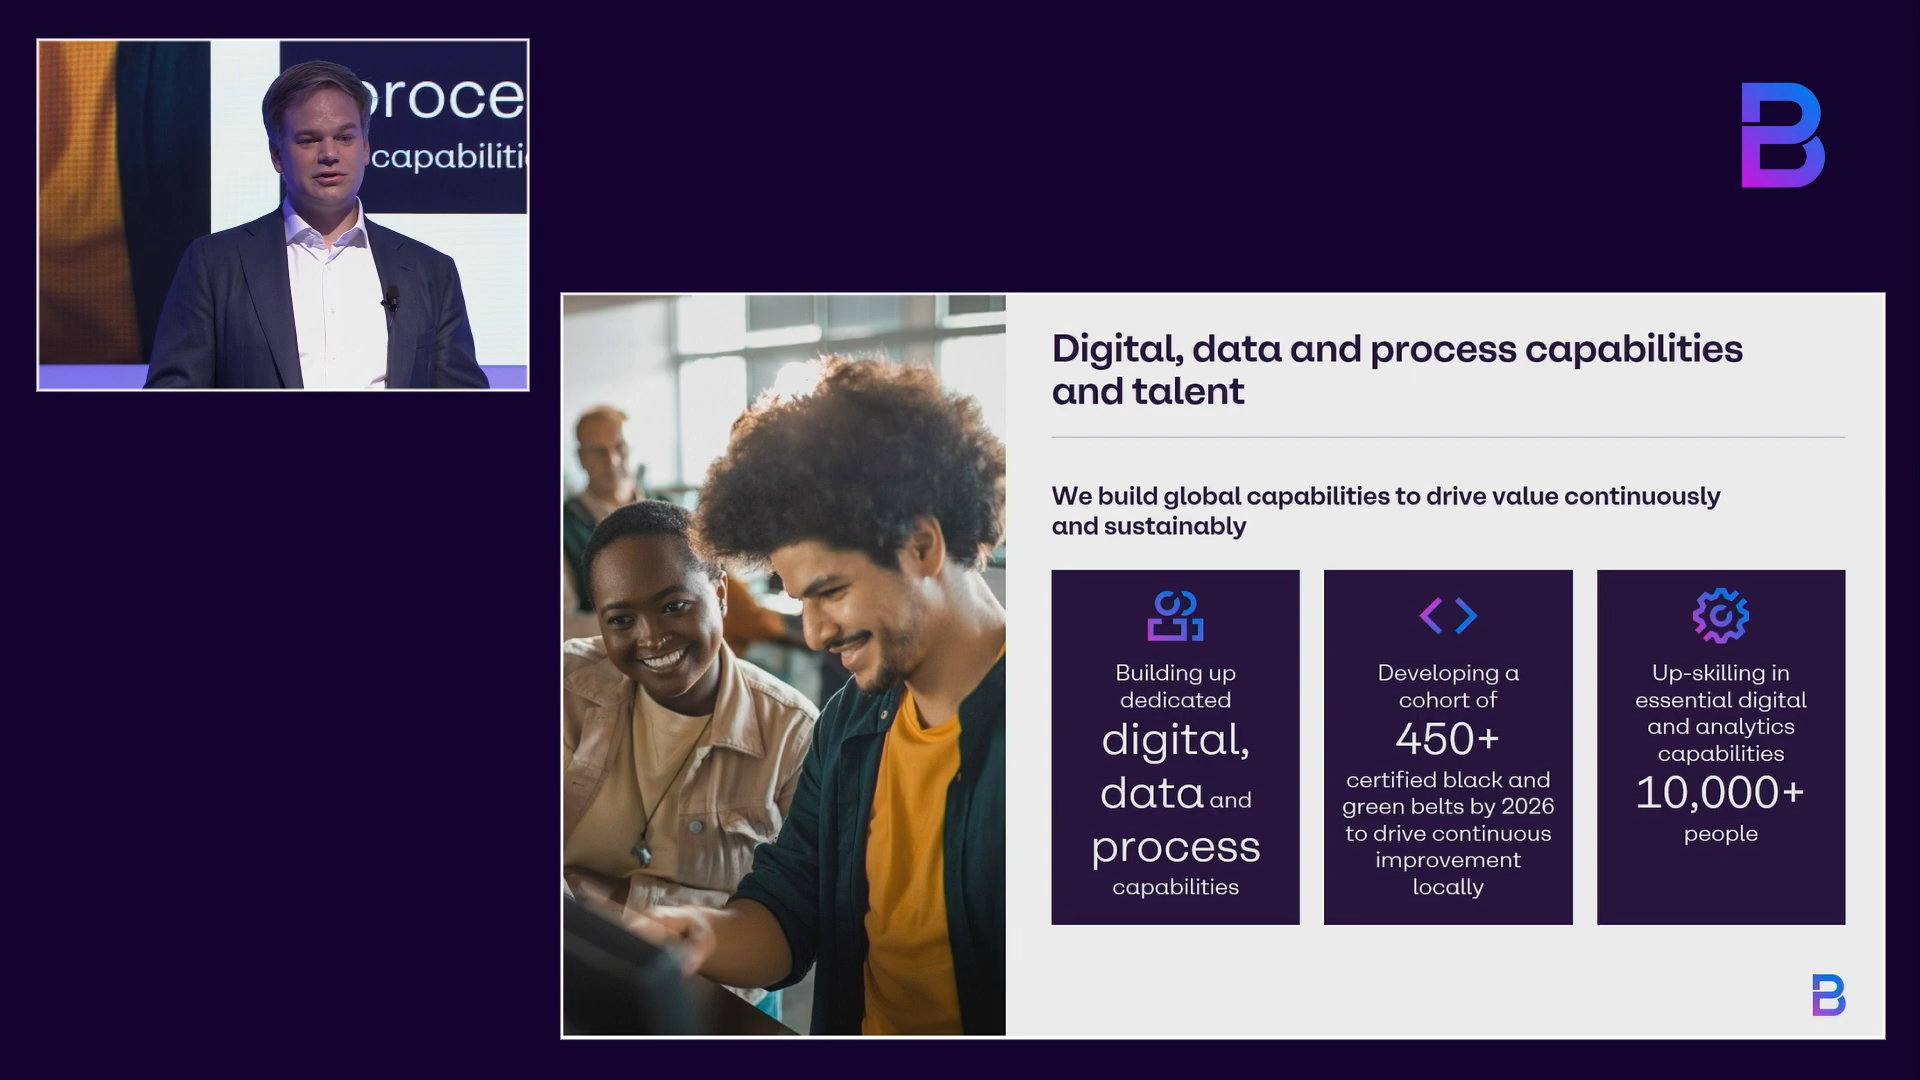 proce
capabiliti
Digital, data and process capabilities
and talent
We build global capabilities to drive value continuously
and sustainably
Building up
dedicated
digital,
data and
process
capabilities
Developing a
cohort of
450+
certified black and
green belts by 2026
to drive continuous
improvement
locally
Up-skilling in
essential digital
and analytics
capabilities
10,000+
people
B
B